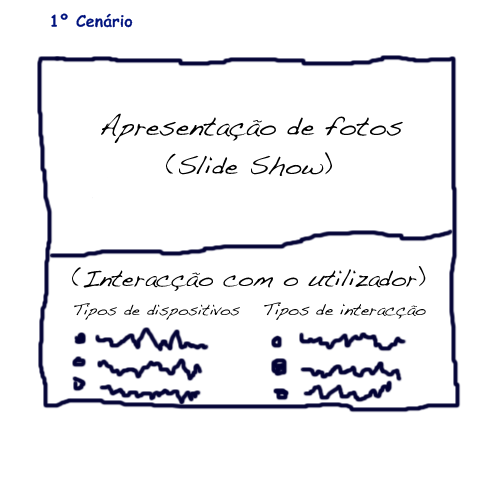 1º Cenário
Apresentação de fotos
(Slide Show)
(Interacção com o utilizador)
Tipos de dispositivos
Tipos de interacção